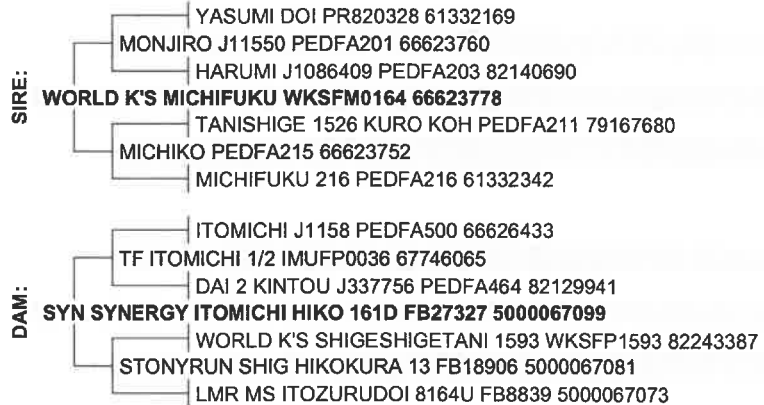 SIRE:
YASUMI DOI PR820328 61332169
MONJIRO J11550 PEDFA201 66623760
HARUMI J1086409 PEDFA203 82140690
WORLD K'S MICHIFUKU WKSFM0164 66623778
TANISHIGE 1526 KURO KOH PEDFA211 79167680
MICHIKO PEDFA215 66623752
MICHIFUKU 216 PEDFA216 61332342
DAM:
ITOMICHI J1158 PEDFA500 66626433
TF ITOMICHI 1/2 IMUFP0036 67746065
DAI 2 KINTOU J337756 PEDFA464 82129941
SYN SYNERGY ITOMICHI HIKO 161D FB27327 5000067099
WORLD K'S SHIGESHIGETANI 1593 WKSFP1593 82243387
STONYRUN SHIG HIKOKURA 13 FB18906 5000067081
LMR MS ITOZURUDOI 8164U FB8839 5000067073